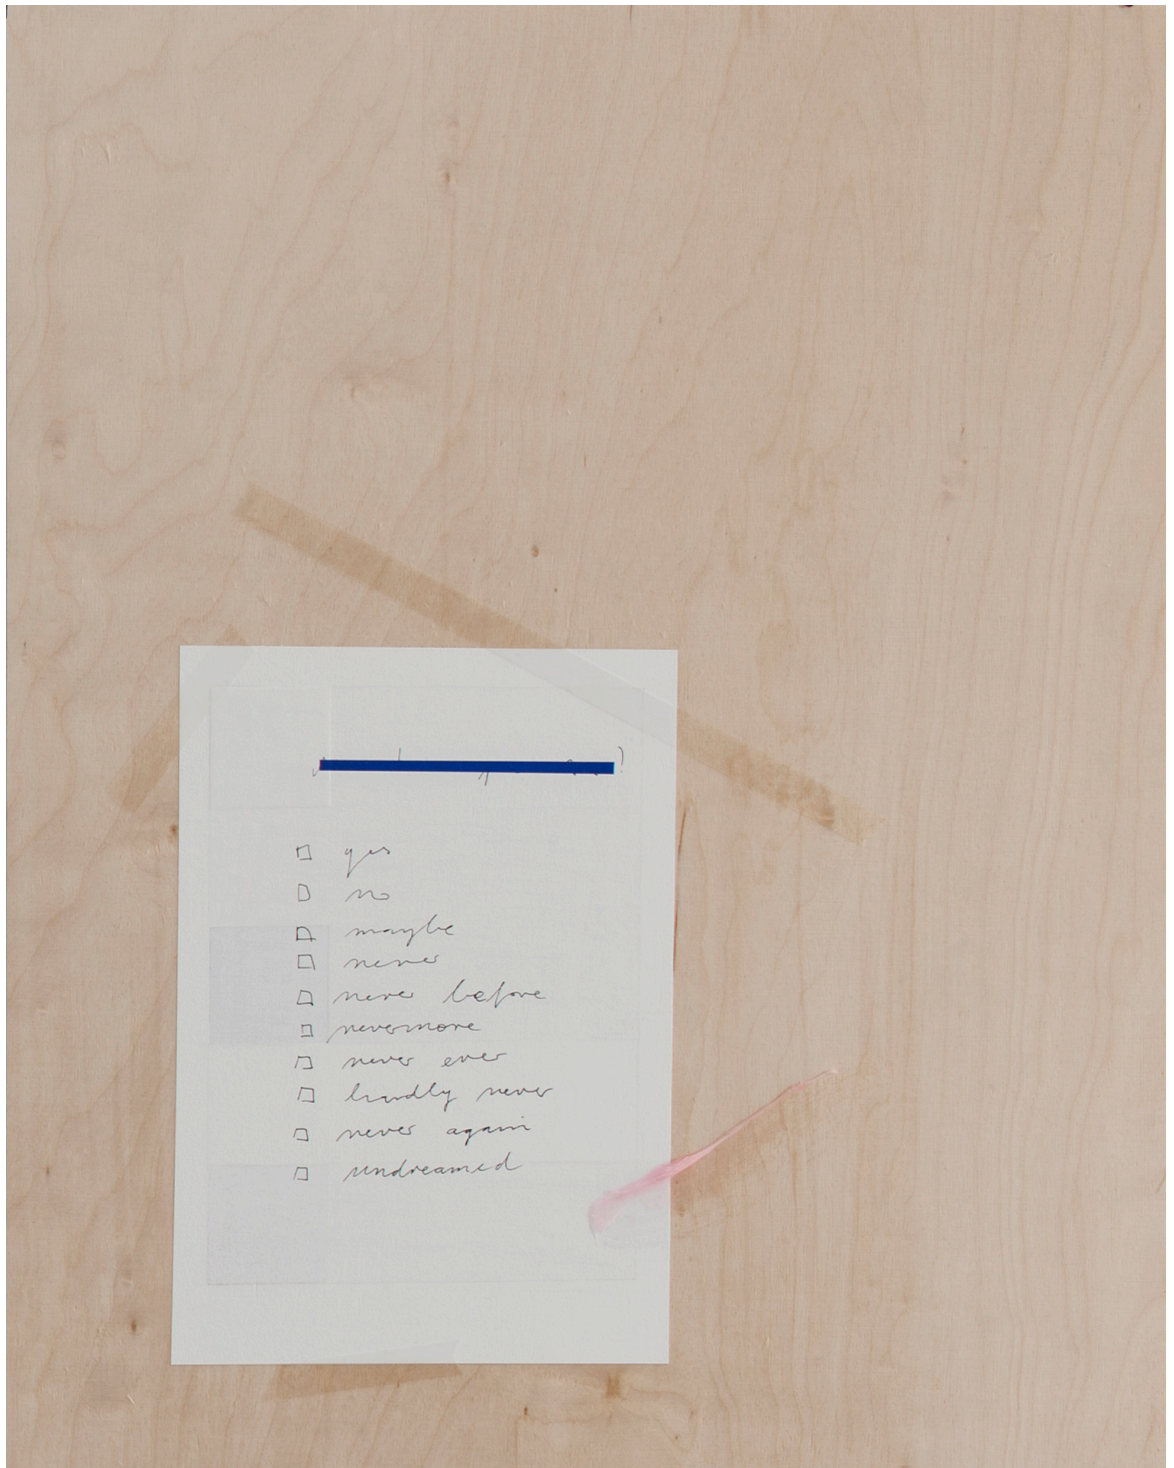 ?
□ yes
□ no
□ maybe
□ never
□ never before
□ nevermore
□ never ever
□ hardly never
□ never again
□ undreamed